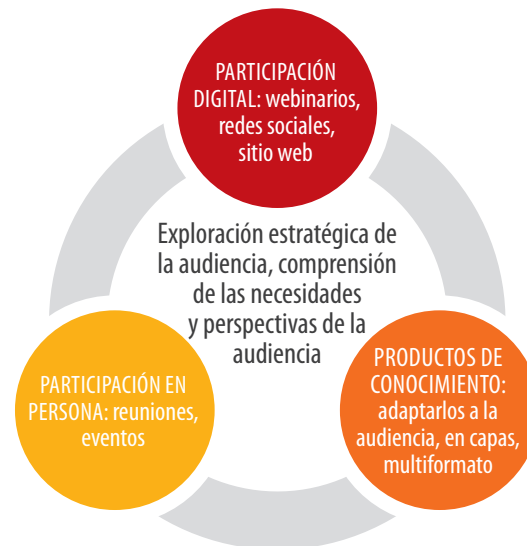 PARTICIPACIÓN
DIGITAL: webinarios,
redes sociales,
sitio web
Exploración estratégica de
la audiencia, comprensión
de las necesidades
y perspectivas de la
audiencia
PARTICIPACIÓN EN
PERSONA: reuniones,
eventos
PRODUCTOS DE
CONOCIMIENTO:
adaptarlos a la
audiencia, en capas,
multiformato